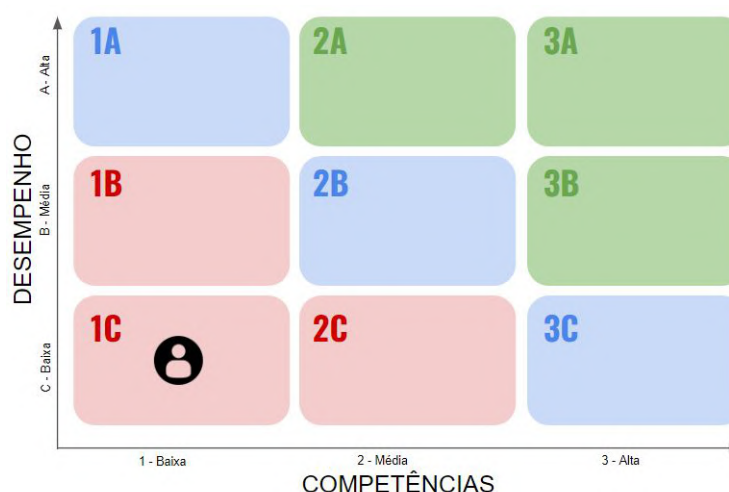 1A
2A
3A
A - Alta
1B
2B
3B
DESEMPENHO
B - Média
1C
2C
3C
C - Baixa
1 - Baixa
2 - Média
3 - Alta
COMPETÊNCIAS